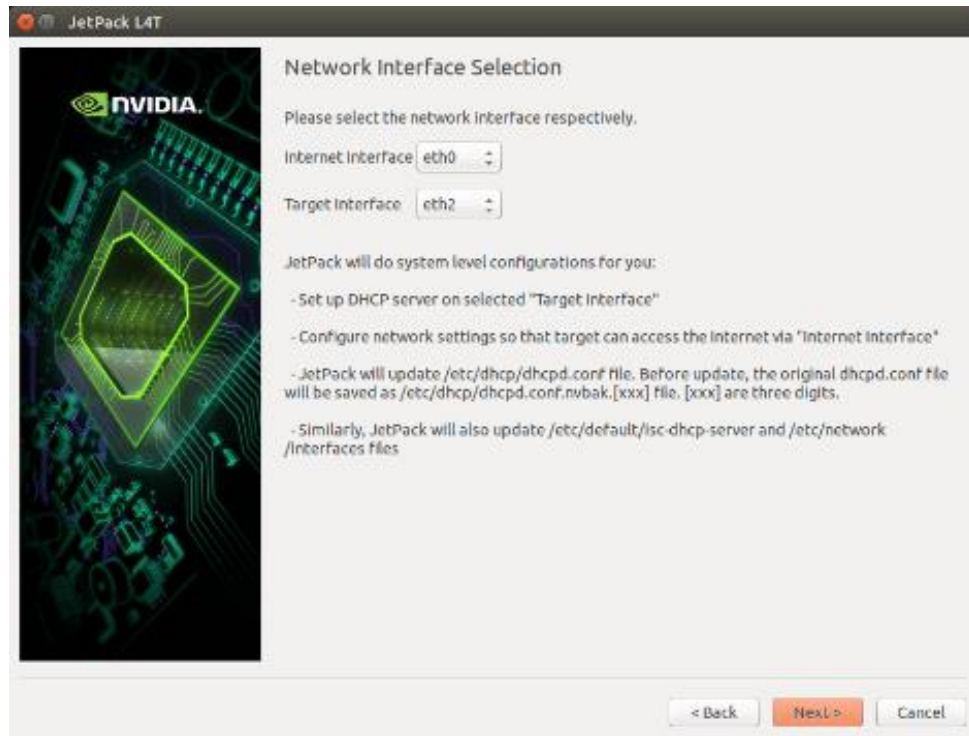 JetPack L4T
NVIDIA.
Network Interface Selection
Please select the network interface respectively.
Internet Interface eth0
Target Interface eth2
JetPack will do system level configurations for you:
- Set up DHCP server on selected "Target Interface"
- Configure network settings so that target can access the Internet via "Internet Interface"
- JetPack will update /etc/dhcp/dhcpd.conf file. Before update, the original dhcpd.conf file
will be saved as /etc/dhcp/dhcpd.conf.nvbak.[xxx] file. [xxx] are three digits.
- Similarly, JetPack will also update /etc/default/isc-dhcp-server and /etc/network
/interfaces files
< Back Next > Cancel